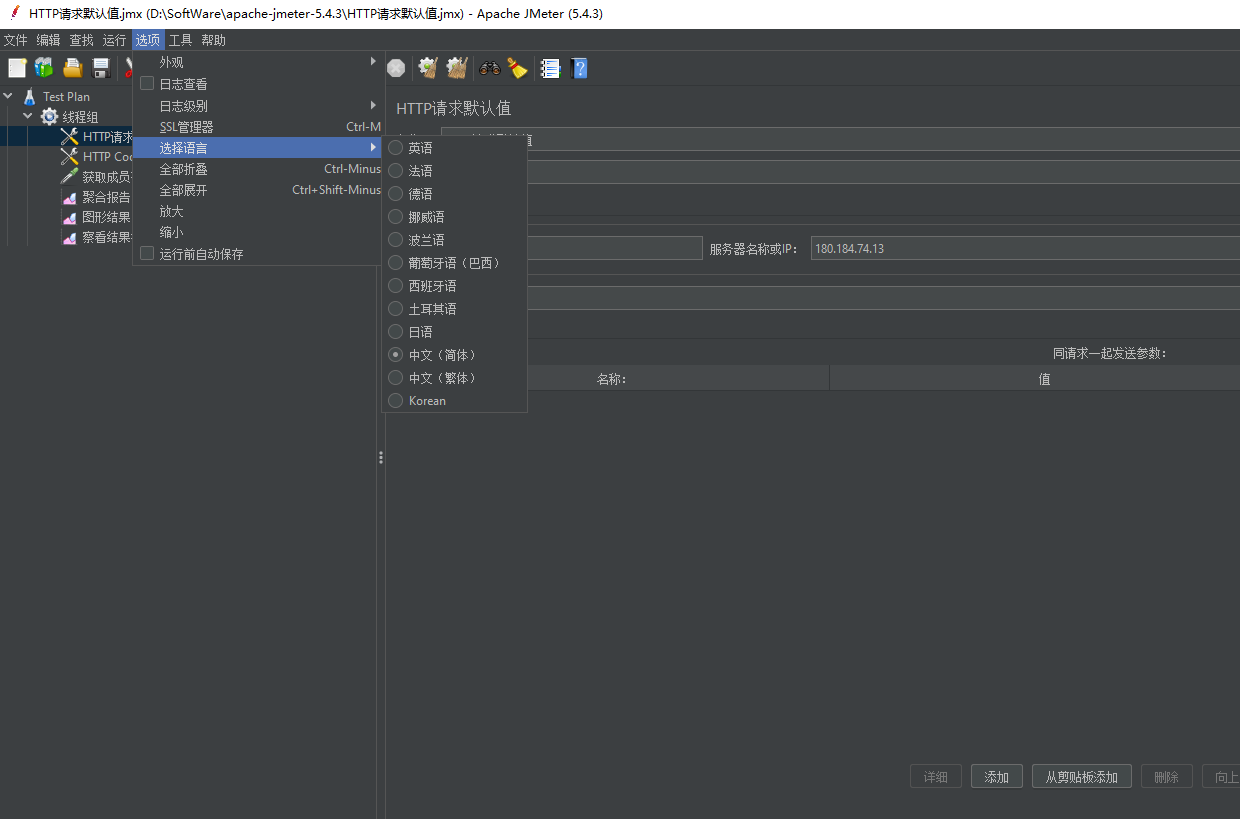 HTTP请求默认值.jmx (D:\SoftWare\apache-jmeter-5.4.3\HTTP请求默认值.jmx) - Apache JMeter (5.4.3)
文件 编辑 查找 运行 选项 工具 帮助
外观
日志查看
日志级别
SSL管理器 Ctrl-M
选择语言
全部折叠 Ctrl-Minus
全部展开 Ctrl+Shift-Minus
放大
缩小
运行前自动保存
英语
法语
德语
挪威语
波兰语
葡萄牙语（巴西）
西班牙语
土耳其语
日语
中文（简体）
中文（繁体）
Korean
Test Plan
线程组
HTTP请求
HTTP Coo
获取成员
聚合报告
图形结果
察看结果
HTTP请求默认值
服务器名称或IP： 180.184.74.13
同请求一起发送参数：
名称： 值
详细 添加 从剪贴板添加 删除 向上